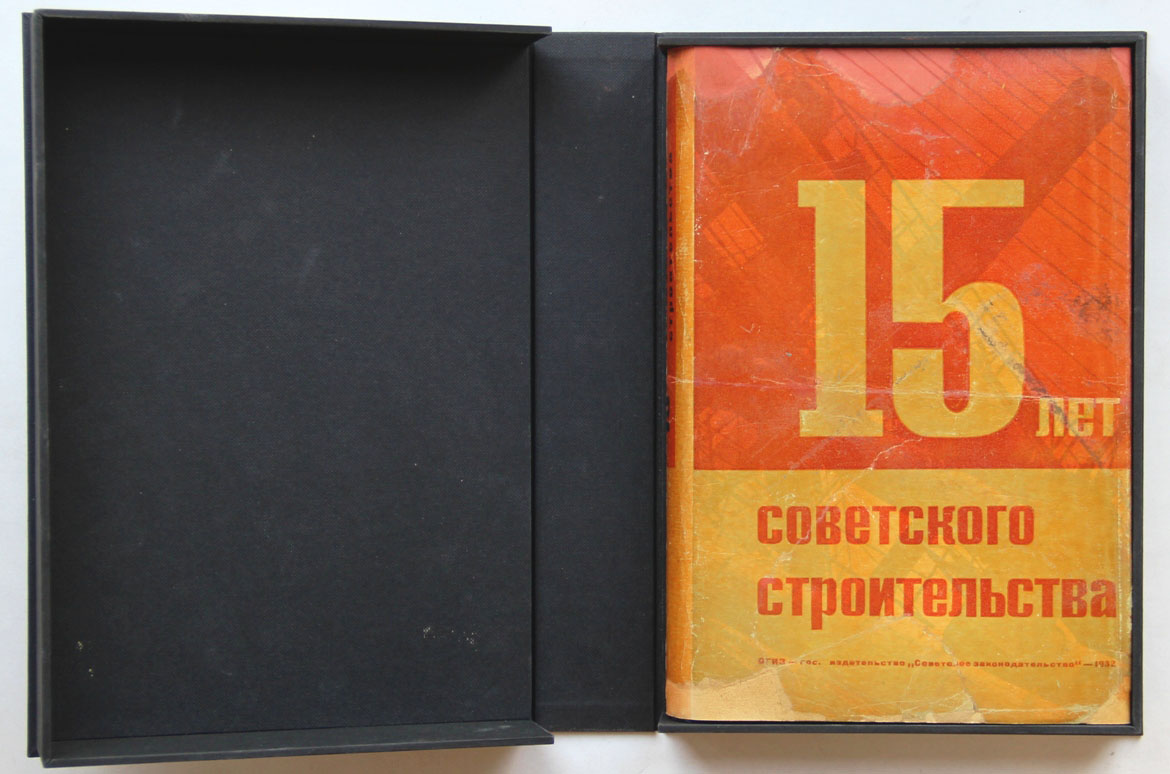 15
лет
советского
строительства
ОГИЗ — гос. издательство „Советское законодательство“ — 1932